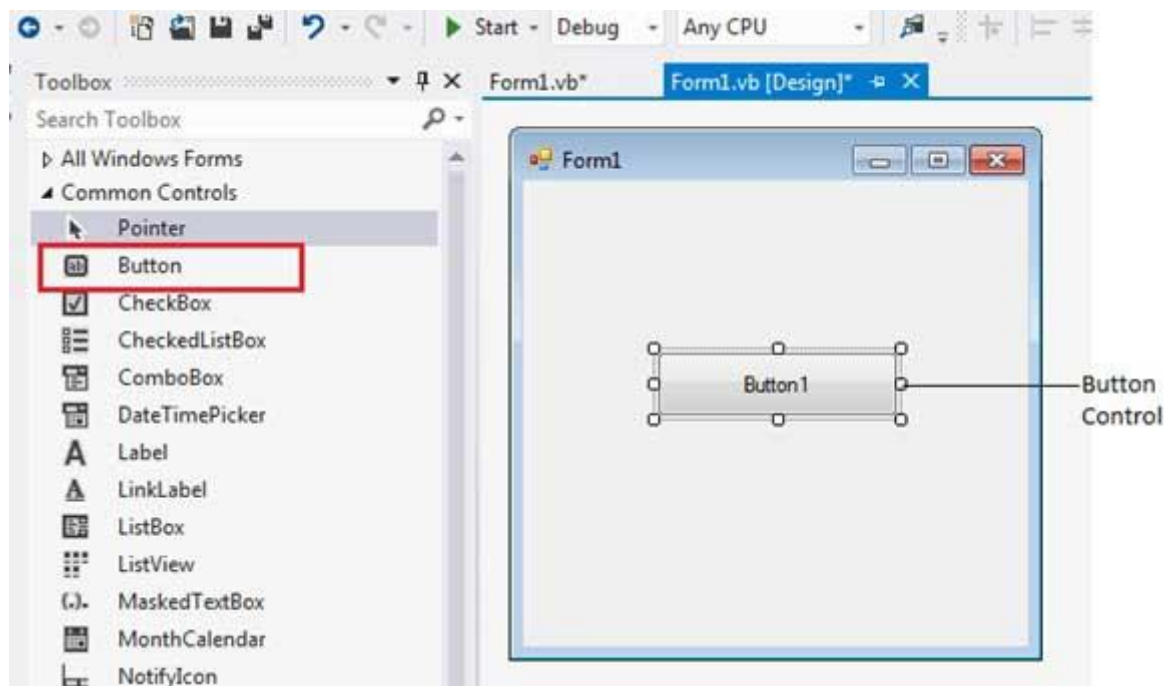 Start Debug Any CPU
Toolbox
Form1.vb*
Form1.vb [Design]*
Search Toolbox
All Windows Forms
Common Controls
Pointer
Button
CheckBox
CheckedListBox
ComboBox
DateTimePicker
A Label
A LinkLabel
ListBox
ListView
(.). MaskedTextBox
MonthCalendar
NotifyIcon
Form1
Button1
Button
Control